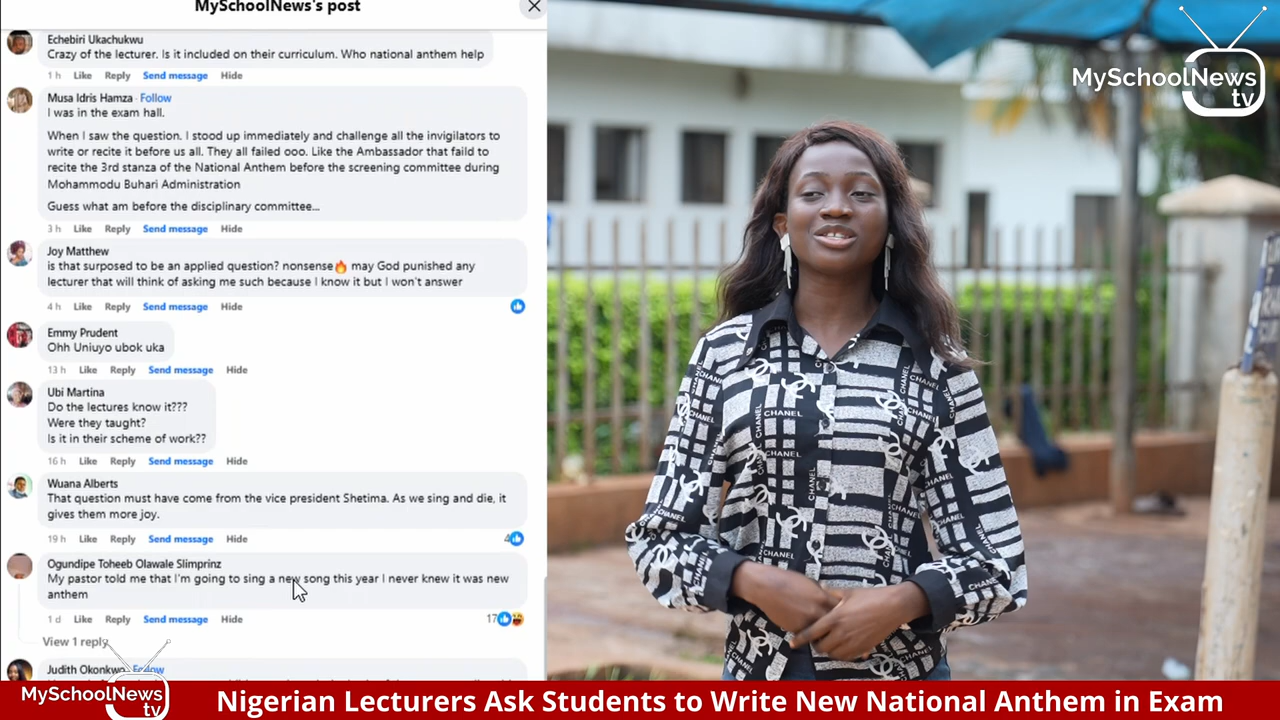 MySchoolNews's post
Echebiri Ukachukwu
Crazy of the lecturer. Is it included on their curriculum. Who national anthem help
1 h Like Reply Send message Hide
Musa Idris Hamza · Follow
I was in the exam hall.
When I saw the question. I stood up immediately and challenge all the invigilators to
write or recite it before us all. They all failed ooo. Like the Ambassador that faild to
recite the 3rd stanza of the National Anthem before the screening committee during
Mohammodu Buhari Administration
Guess what am before the disciplinary committee...
3 h Like Reply Send message Hide
Joy Matthew
is that surposed to be an applied question? nonsense🔥 may God punished any
lecturer that will think of asking me such because I know it but I won't answer
4 h Like Reply Send message Hide
Emmy Prudent
Ohh Uniuyo ubok uka
13 h Like Reply Send message Hide
Ubi Martina
Do the lectures know it???
Were they taught?
Is it in their scheme of work??
16 h Like Reply Send message Hide
Wuana Alberts
That question must have come from the vice president Shetima. As we sing and die, it
gives them more joy.
19 h Like Reply Send message Hide 4
Ogundipe Toheeb Olawale Slimprinz
My pastor told me that I'm going to sing a new song this year I never knew it was new
anthem
1 d Like Reply Send message Hide 17
View 1 reply
Judith Okonkwo · Follow
MySchoolNews
tv
CHANEL
MySchoolNews
tv
Nigerian Lecturers Ask Students to Write New National Anthem in Exam